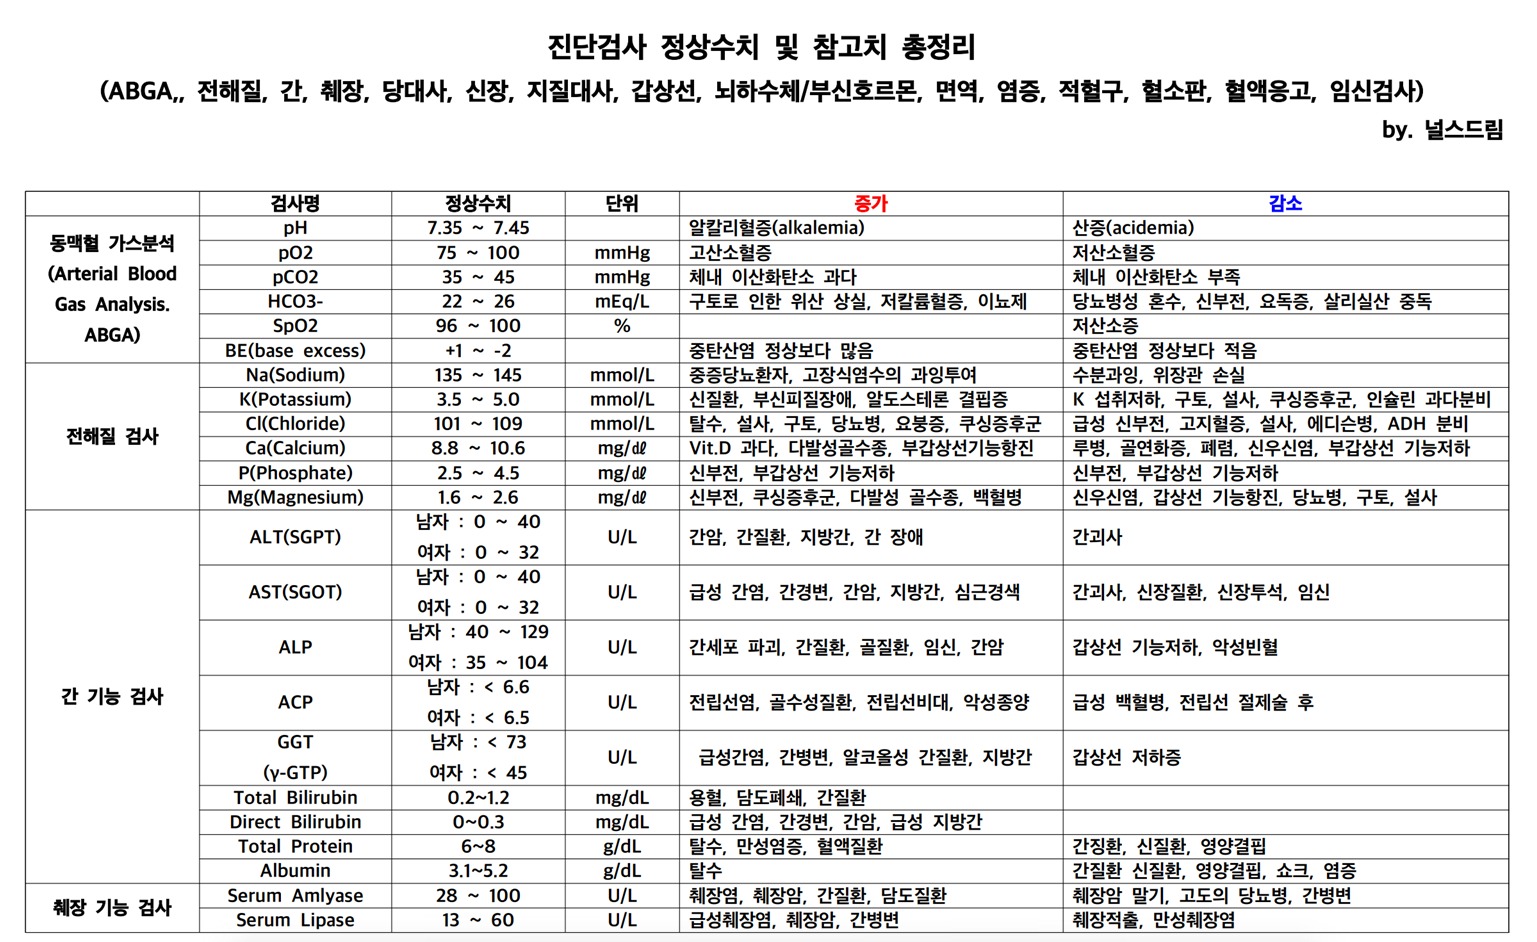 진단검사 정상수치 및 참고치 총정리
(ABGA,, 전해질, 간, 췌장, 당대사, 신장, 지질대사, 갑상선, 뇌하수체/부신호르몬, 면역, 염증, 적혈구, 혈소판, 혈액응고, 임신검사)
by. 널스드림
검사명 정상수치 단위 증가 감소
동맥혈 가스분석
(Arterial Blood
Gas Analysis.
ABGA)
pH 7.35 ~ 7.45 알칼리혈증(alkalemia) 산증(acidemia)
pO2 75 ~ 100 mmHg 고산소혈증 저산소혈증
pCO2 35 ~ 45 mmHg 체내 이산화탄소 과다 체내 이산화탄소 부족
HCO3- 22 ~ 26 mEq/L 구토로 인한 위산 상실, 저칼륨혈증, 이뇨제 당뇨병성 혼수, 신부전, 요독증, 살리실산 중독
SpO2 96 ~ 100 % 저산소증
BE(base excess) +1 ~ -2 중탄산염 정상보다 많음 중탄산염 정상보다 적음
전해질 검사
Na(Sodium) 135 ~ 145 mmol/L 중증당뇨환자, 고장식염수의 과잉투여 수분과잉, 위장관 손실
K(Potassium) 3.5 ~ 5.0 mmol/L 신질환, 부신피질장애, 알도스테론 결핍증 K 섭취저하, 구토, 설사, 쿠싱증후군, 인슐린 과다분비
Cl(Chloride) 101 ~ 109 mmol/L 탈수, 설사, 구토, 당뇨병, 요붕증, 쿠싱증후군 급성 신부전, 고지혈증, 설사, 에디슨병, ADH 분비
Ca(Calcium) 8.8 ~ 10.6 mg/㎗ Vit.D 과다, 다발성골수종, 부갑상선기능항진 루병, 골연화증, 폐렴, 신우신염, 부갑상선 기능저하
P(Phosphate) 2.5 ~ 4.5 mg/㎗ 신부전, 부갑상선 기능저하 신부전, 부갑상선 기능저하
Mg(Magnesium) 1.6 ~ 2.6 mg/㎗ 신부전, 쿠싱증후군, 다발성 골수종, 백혈병 신우신염, 갑상선 기능항진, 당뇨병, 구토, 설사
간 기능 검사
ALT(SGPT) 남자 : 0 ~ 40 U/L 간암, 간질환, 지방간, 간 장애 간괴사
여자 : 0 ~ 32
AST(SGOT) 남자 : 0 ~ 40 U/L 급성 간염, 간경변, 간암, 지방간, 심근경색 간괴사, 신장질환, 신장투석, 임신
여자 : 0 ~ 32
ALP 남자 : 40 ~ 129 U/L 간세포 파괴, 간질환, 골질환, 임신, 간암 갑상선 기능저하, 악성빈혈
여자 : 35 ~ 104
ACP 남자 : < 6.6 U/L 전립선염, 골수성질환, 전립선비대, 악성종양 급성 백혈병, 전립선 절제술 후
여자 : < 6.5
GGT 남자 : < 73 U/L 급성간염, 간병변, 알코올성 간질환, 지방간 갑상선 저하증
(γ-GTP) 여자 : < 45
Total Bilirubin 0.2~1.2 mg/dL 용혈, 담도폐쇄, 간질환
Direct Bilirubin 0~0.3 mg/dL 급성 간염, 간경변, 간암, 급성 지방간
Total Protein 6~8 g/dL 탈수, 만성염증, 혈액질환 간징환, 신질환, 영양결핍
Albumin 3.1~5.2 g/dL 탈수 간질환 신질환, 영양결핍, 쇼크, 염증
췌장 기능 검사
Serum Amlyase 28 ~ 100 U/L 췌장염, 췌장암, 간질환, 담도질환 췌장암 말기, 고도의 당뇨병, 간병변
Serum Lipase 13 ~ 60 U/L 급성췌장염, 췌장암, 간병변 췌장적출, 만성췌장염